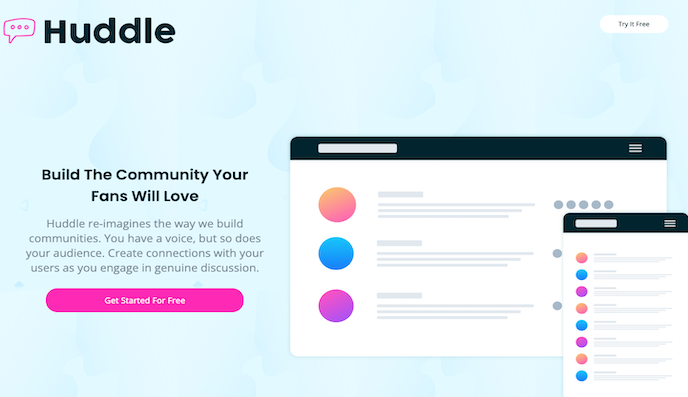 Huddle
Try It Free
Build The Community Your
Fans Will Love
Huddle re-imagines the way we build
communities. You have a voice, but so does
your audience. Create connections with your
users as you engage in genuine discussion.
Get Started For Free